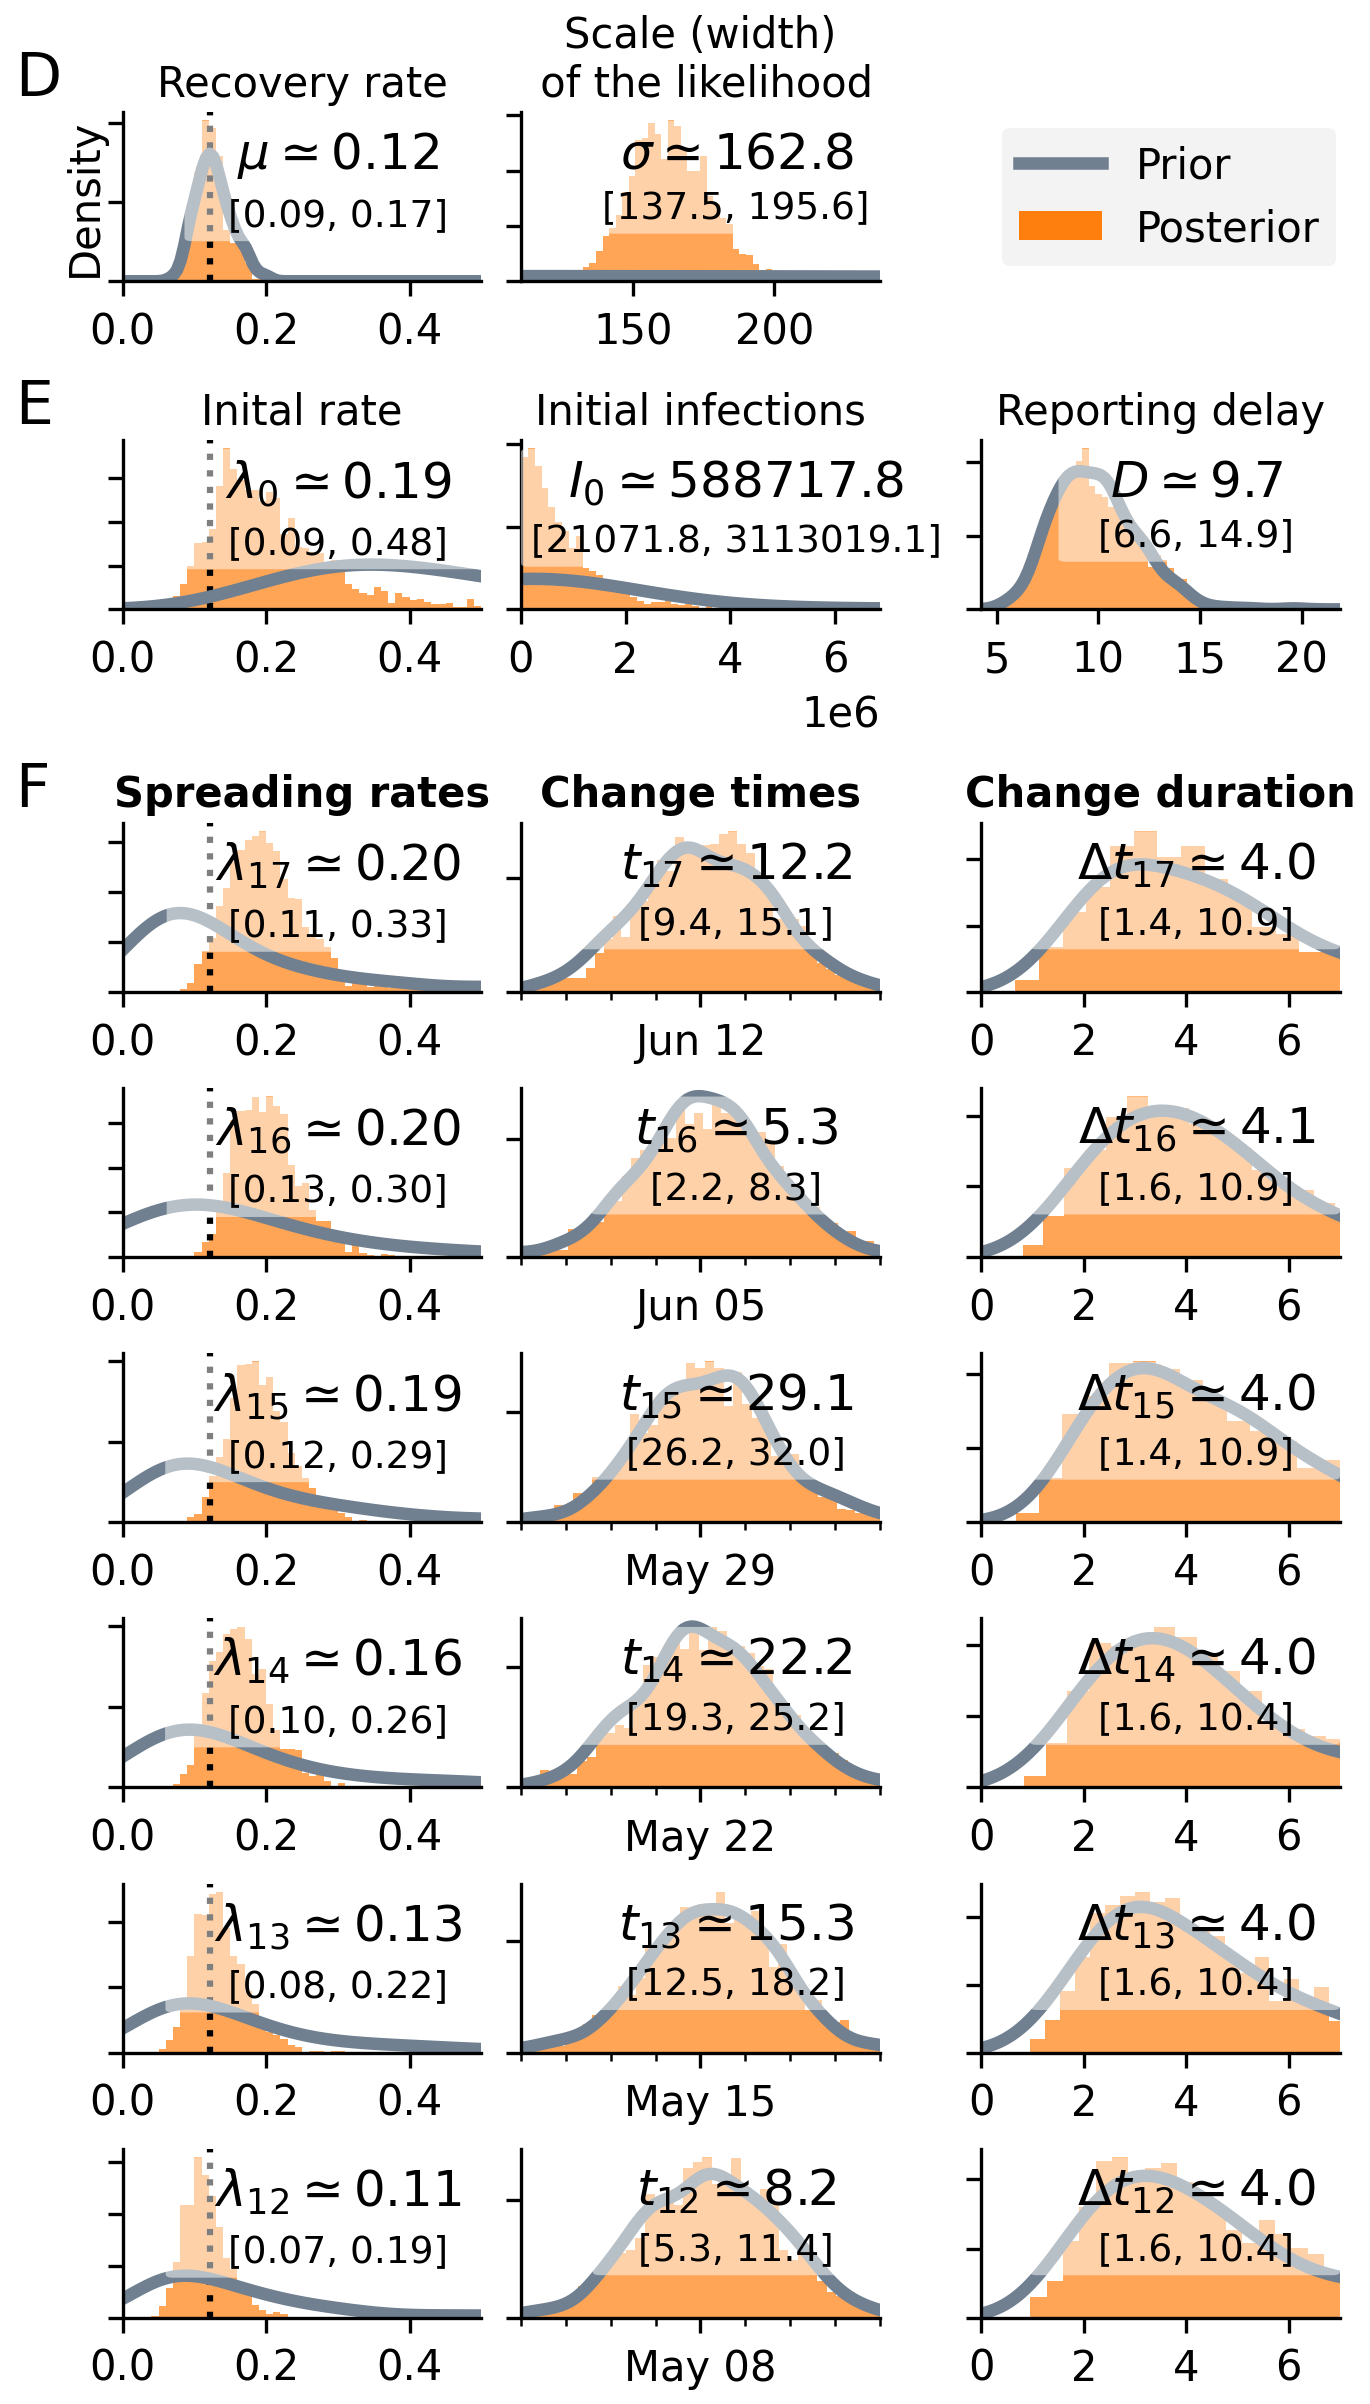 D
Recovery rate
Scale (width)
of the likelihood
Density
μ ≃ 0.12
[0.09, 0.17]
0.0 0.2 0.4
σ ≃ 162.8
[137.5, 195.6]
150 200
Prior
Posterior
E
Inital rate
λ₀ ≃ 0.19
[0.09, 0.48]
0.0 0.2 0.4
Initial infections
I₀ ≃ 588717.8
[21071.8, 3113019.1]
0 2 4 6
1e6
Reporting delay
D ≃ 9.7
[6.6, 14.9]
5 10 15 20
F
Spreading rates
Change times
Change duration
λ₁₇ ≃ 0.20
[0.11, 0.33]
0.0 0.2 0.4
t₁₇ ≃ 12.2
[9.4, 15.1]
Jun 12
Δt₁₇ ≃ 4.0
[1.4, 10.9]
0 2 4 6
λ₁₆ ≃ 0.20
[0.13, 0.30]
0.0 0.2 0.4
t₁₆ ≃ 5.3
[2.2, 8.3]
Jun 05
Δt₁₆ ≃ 4.1
[1.6, 10.9]
0 2 4 6
λ₁₅ ≃ 0.19
[0.12, 0.29]
0.0 0.2 0.4
t₁₅ ≃ 29.1
[26.2, 32.0]
May 29
Δt₁₅ ≃ 4.0
[1.4, 10.9]
0 2 4 6
λ₁₄ ≃ 0.16
[0.10, 0.26]
0.0 0.2 0.4
t₁₄ ≃ 22.2
[19.3, 25.2]
May 22
Δt₁₄ ≃ 4.0
[1.6, 10.4]
0 2 4 6
λ₁₃ ≃ 0.13
[0.08, 0.22]
0.0 0.2 0.4
t₁₃ ≃ 15.3
[12.5, 18.2]
May 15
Δt₁₃ ≃ 4.0
[1.6, 10.4]
0 2 4 6
λ₁₂ ≃ 0.11
[0.07, 0.19]
0.0 0.2 0.4
t₁₂ ≃ 8.2
[5.3, 11.4]
May 08
Δt₁₂ ≃ 4.0
[1.6, 10.4]
0 2 4 6